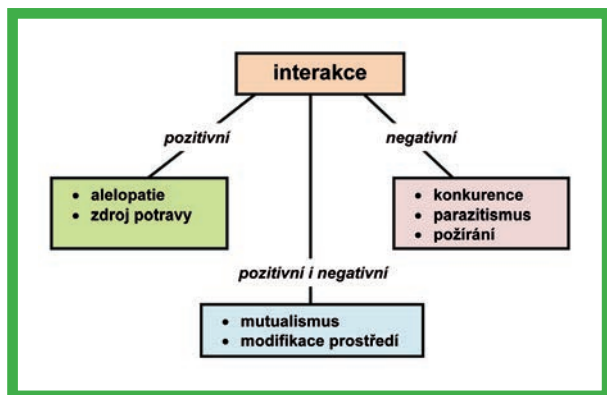 interakce
pozitivní
negativní
• alelopatie
• zdroj potravy
• konkurence
• parazitismus
• požírání
pozitivní i negativní
• mutualismus
• modifikace prostředí